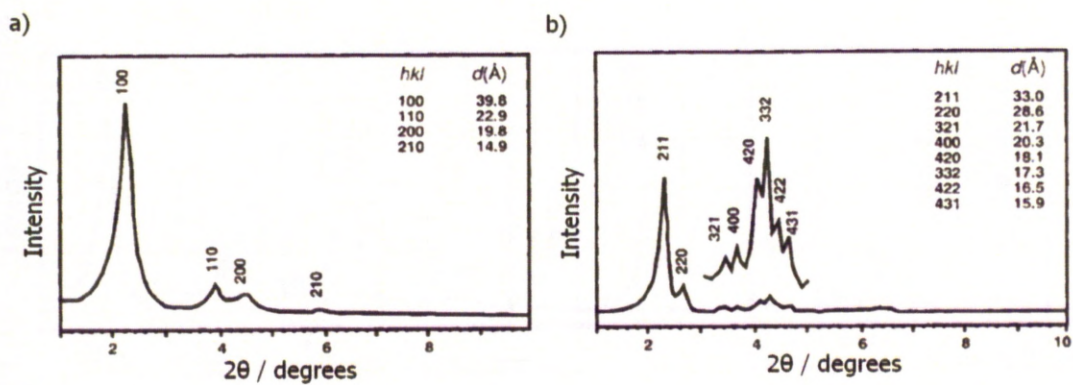 a)
hkl d(Å)
100 39.8
110 22.9
200 19.8
210 14.9
100
110
200
210
Intensity
2 4 6 8
2θ / degrees
b)
hkl d(Å)
211 33.0
220 28.6
321 21.7
400 20.3
420 18.1
332 17.3
422 16.5
431 15.9
211
220
321
400
420
332
422
431
Intensity
2 4 6 8 10
2θ / degrees